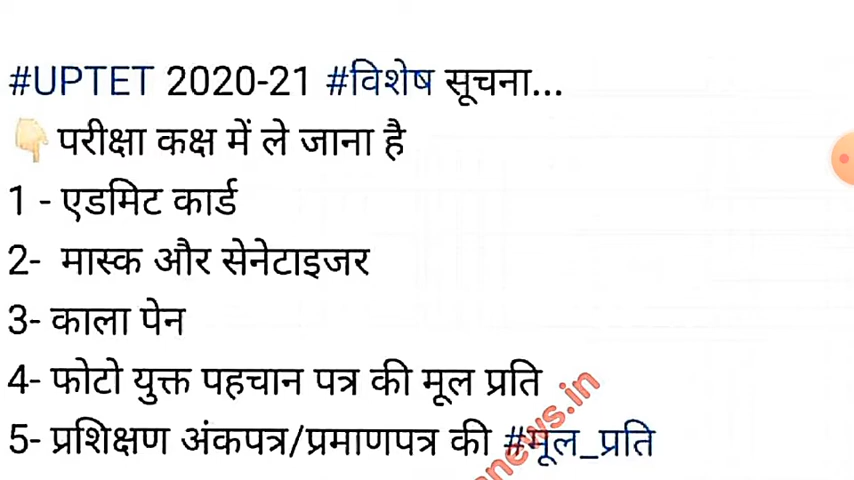 #UPTET 2020-21 #विशेष सूचना...
👇 परीक्षा कक्ष में ले जाना है
1 - एडमिट कार्ड
2- मास्क और सेनेटाइजर
3- काला पेन
4- फोटो युक्त पहचान पत्र की मूल प्रति
5- प्रशिक्षण अंकपत्र/प्रमाणपत्र की #मूल_प्रति